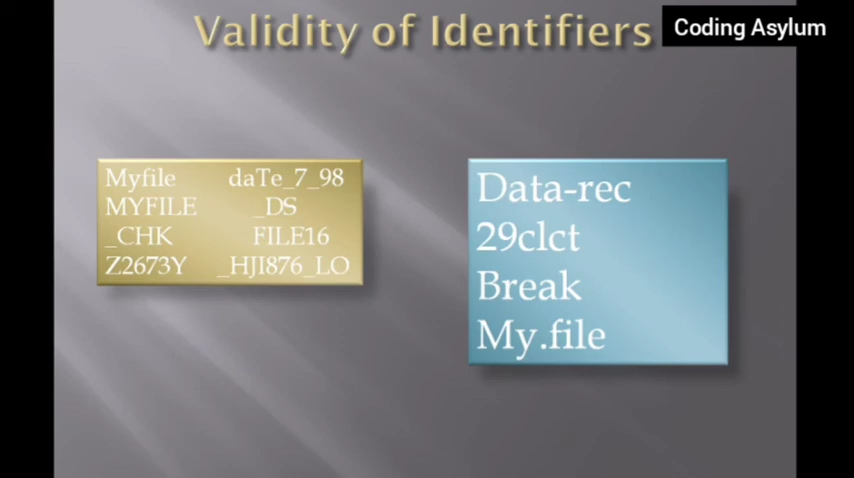 Validity of Identifiers
Coding Asylum
Myfile daTe_7_98
MYFILE _DS
_CHK FILE16
Z2673Y _HJI876_LO
Data-rec
29clct
Break
My.file